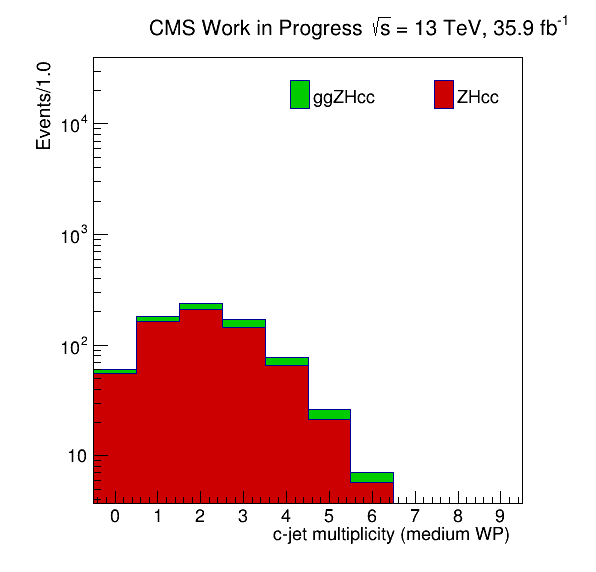 CMS Work in Progress √s = 13 TeV, 35.9 fb⁻¹
Events/1.0
ggZHcc ZHcc
10⁴
10³
10²
10
0 1 2 3 4 5 6 7 8 9
c-jet multiplicity (medium WP)